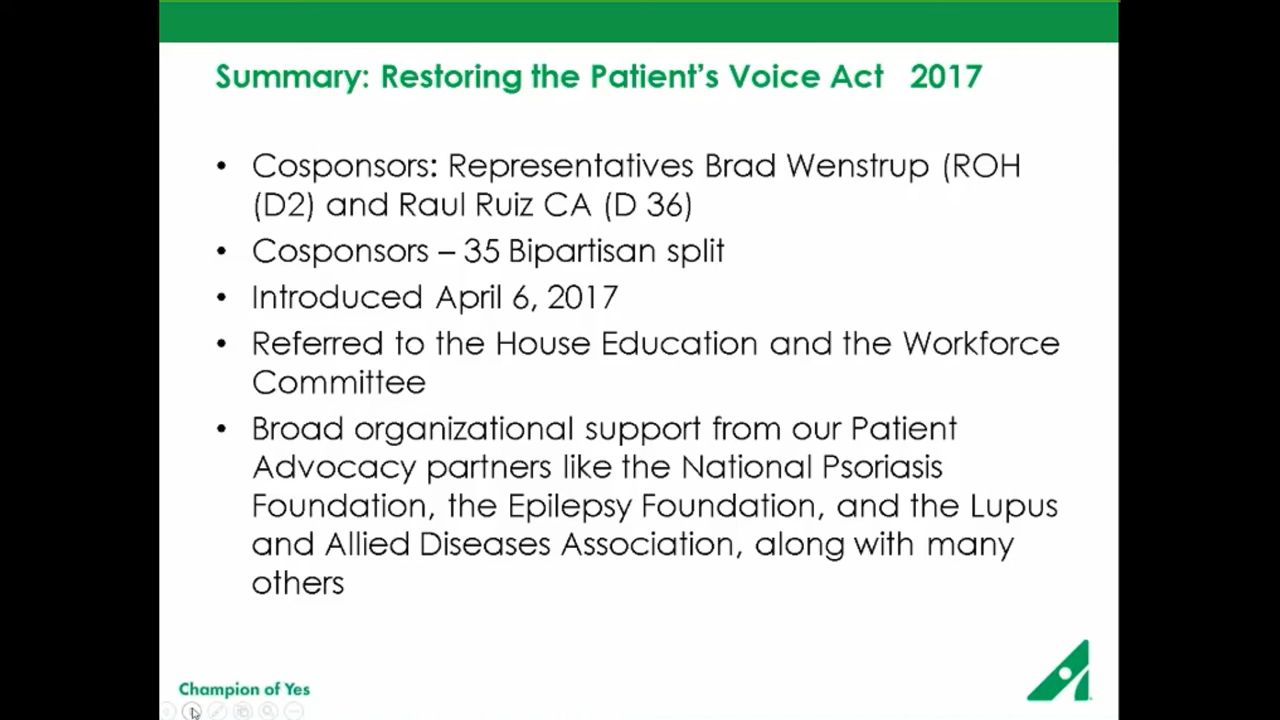 Summary: Restoring the Patient's Voice Act 2017
• Cosponsors: Representatives Brad Wenstrup (ROH
(D2) and Raul Ruiz CA (D 36)
• Cosponsors – 35 Bipartisan split
• Introduced April 6, 2017
• Referred to the House Education and the Workforce
Committee
• Broad organizational support from our Patient
Advocacy partners like the National Psoriasis
Foundation, the Epilepsy Foundation, and the Lupus
and Allied Diseases Association, along with many
others
Champion of Yes